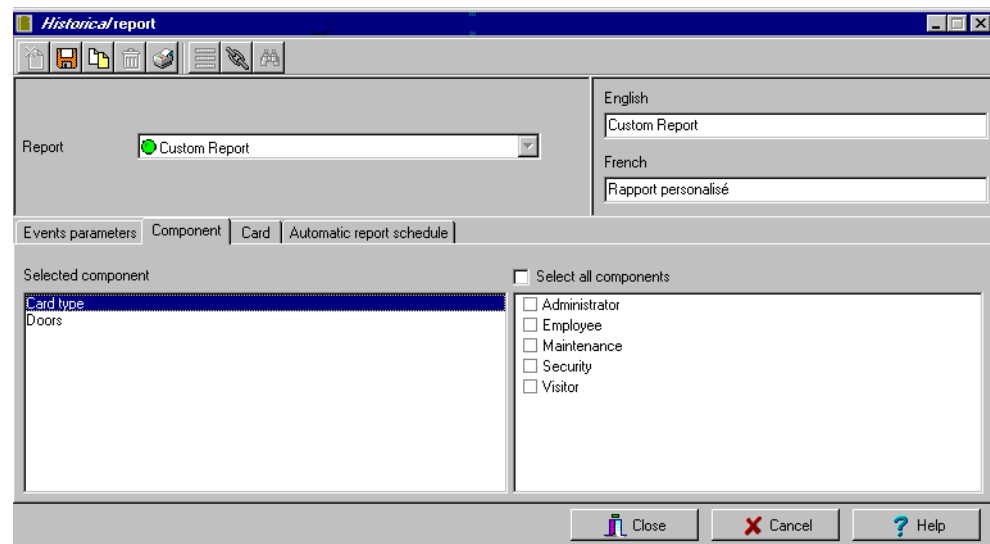 Historical report
English
Custom Report
Report Custom Report
French
Rapport personalisé
Events parameters Component Card Automatic report schedule
Selected component Select all components
Card type
Doors
Administrator
Employee
Maintenance
Security
Visitor
Close Cancel Help